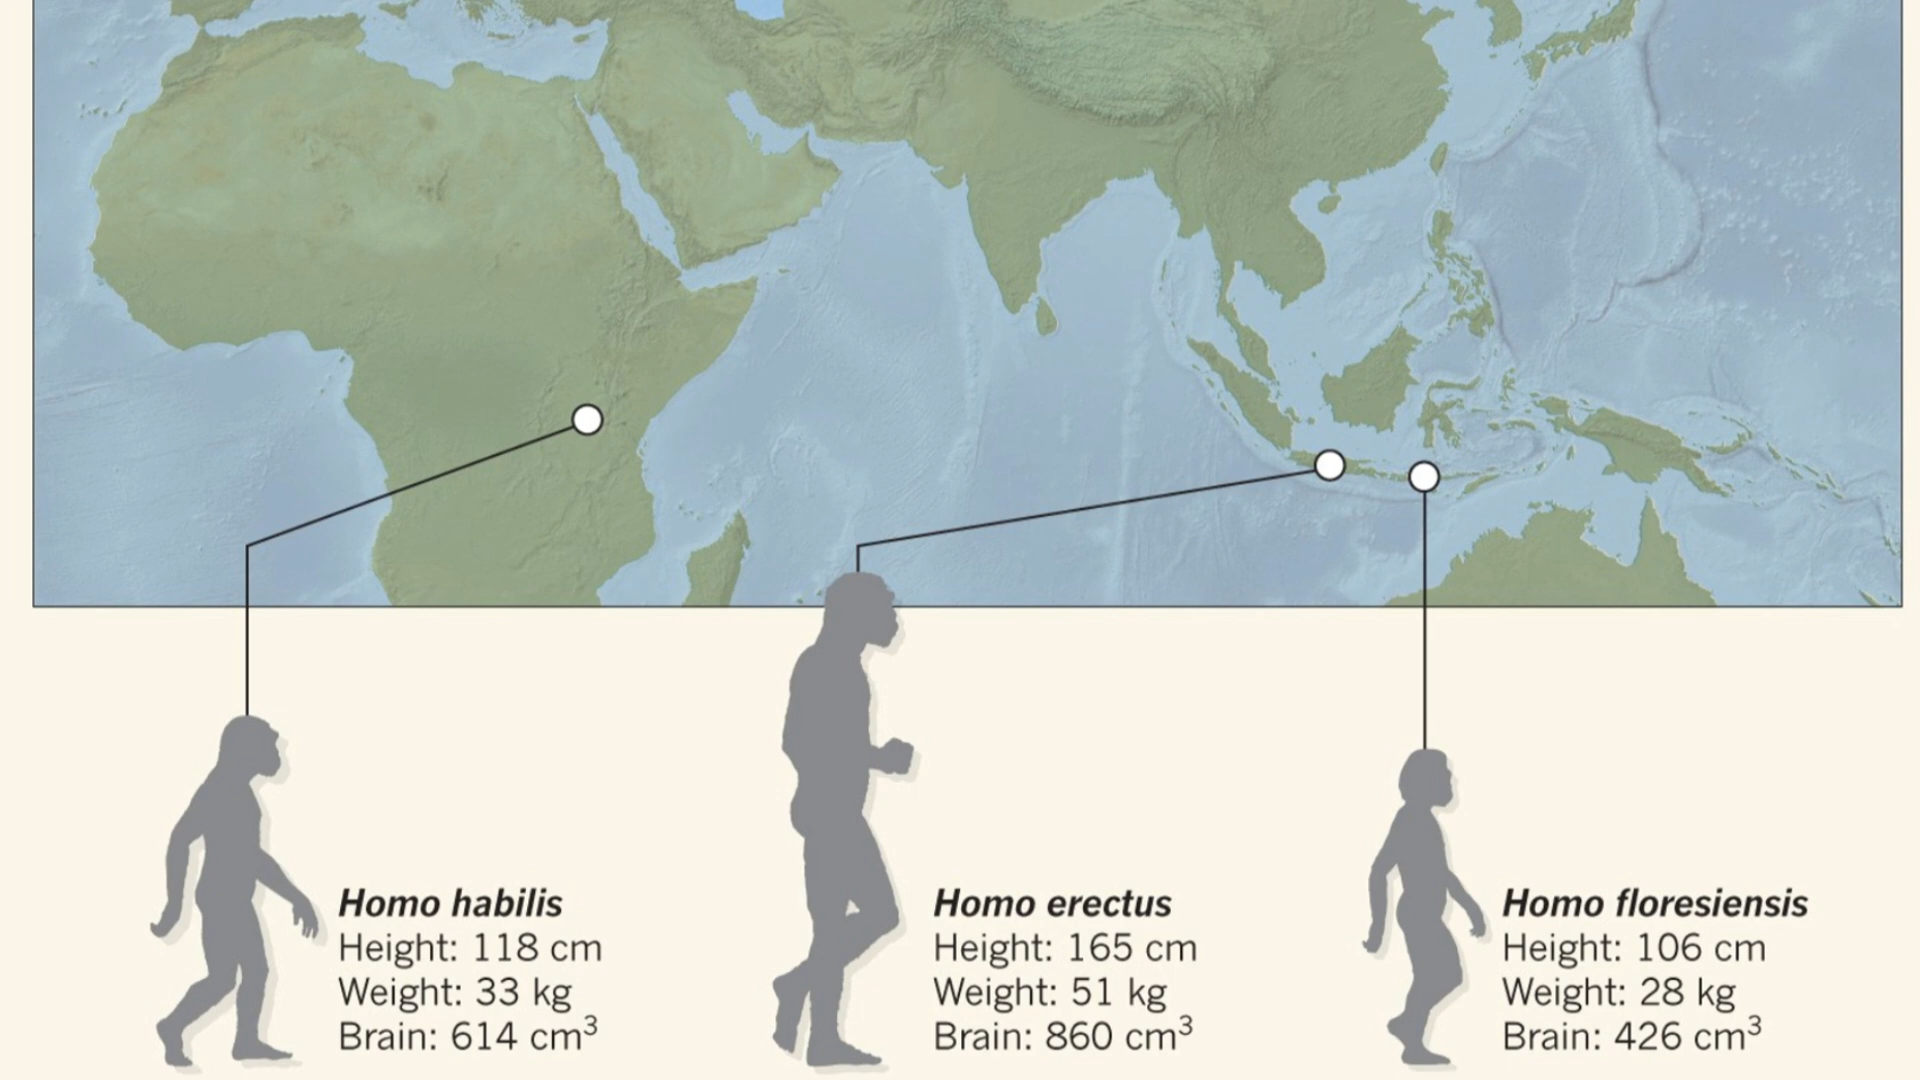 Homo habilis
Height: 118 cm
Weight: 33 kg
Brain: 614 cm³
Homo erectus
Height: 165 cm
Weight: 51 kg
Brain: 860 cm³
Homo floresiensis
Height: 106 cm
Weight: 28 kg
Brain: 426 cm³